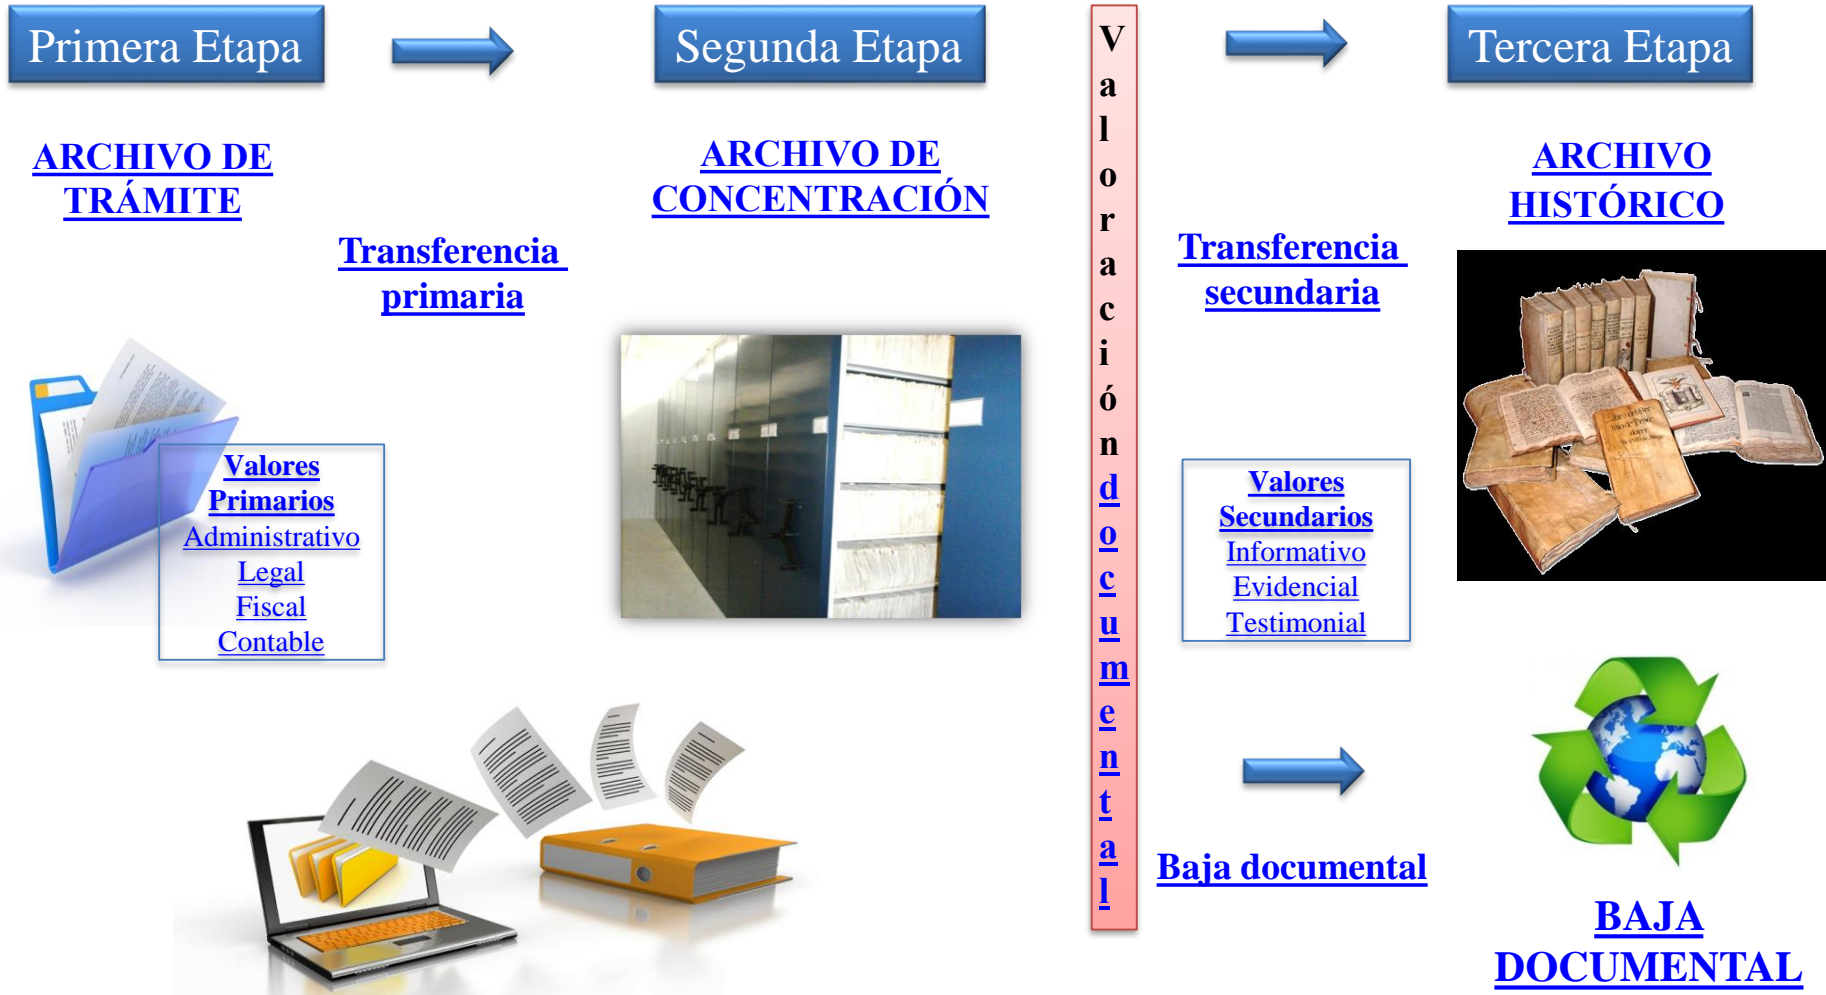 Primera Etapa
Segunda Etapa
Tercera Etapa
ARCHIVO DE
TRÁMITE
Transferencia
primaria
ARCHIVO DE
CONCENTRACIÓN
Valoración documental
Transferencia
secundaria
ARCHIVO
HISTÓRICO
Valores
Primarios
Administrativo
Legal
Fiscal
Contable
Valores
Secundarios
Informativo
Evidencial
Testimonial
Baja documental
BAJA
DOCUMENTAL